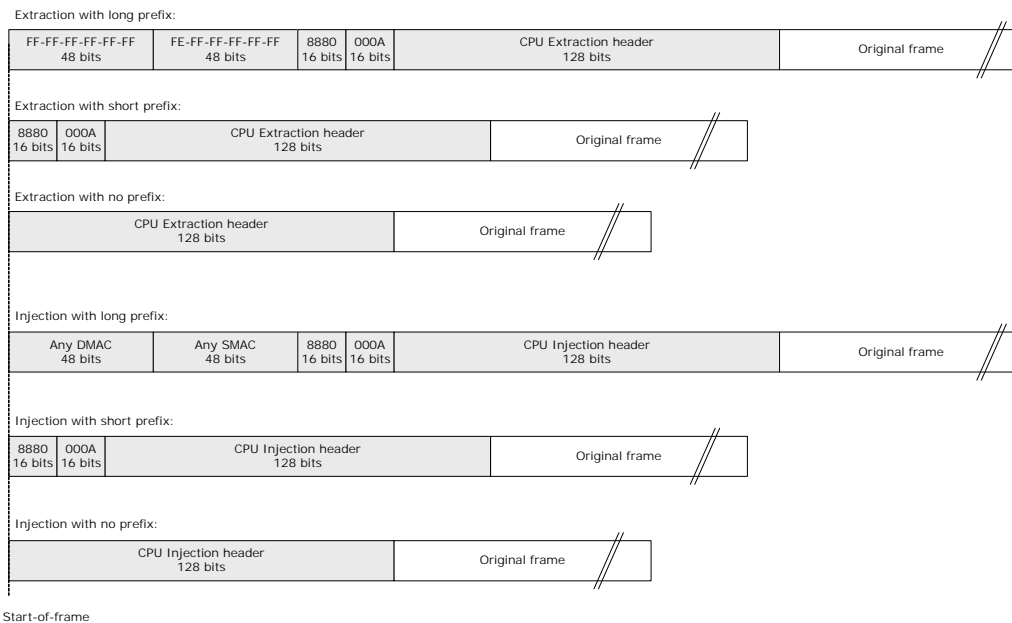 Extraction with long prefix:
FF-FF-FF-FF-FF-FF FE-FF-FF-FF-FF-FF 8880 000A CPU Extraction header Original frame
48 bits 48 bits 16 bits 16 bits 128 bits
Extraction with short prefix:
8880 000A CPU Extraction header Original frame
16 bits 16 bits 128 bits
Extraction with no prefix:
CPU Extraction header Original frame
128 bits
Injection with long prefix:
Any DMAC Any SMAC 8880 000A CPU Injection header Original frame
48 bits 48 bits 16 bits 16 bits 128 bits
Injection with short prefix:
8880 000A CPU Injection header Original frame
16 bits 16 bits 128 bits
Injection with no prefix:
CPU Injection header Original frame
128 bits
Start-of-frame